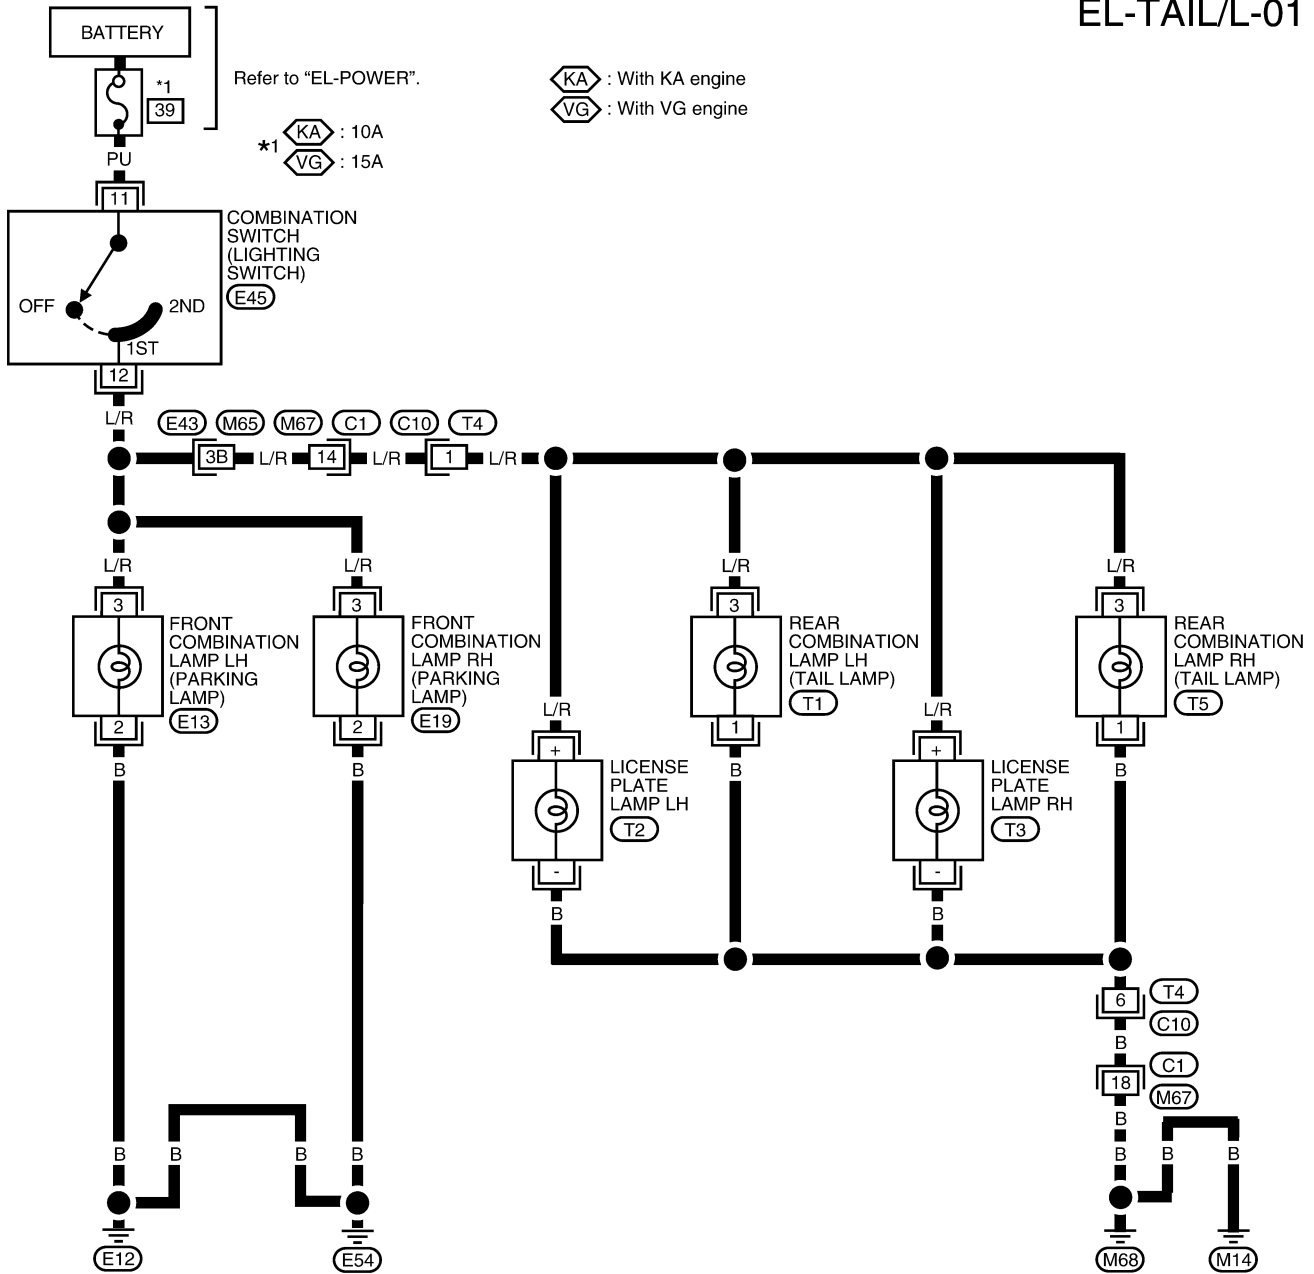 EL-TAIL/L-01
BATTERY
*1
39
Refer to “EL-POWER”.
KA : With KA engine
VG : With VG engine
*1
KA : 10A
VG : 15A
PU
11
COMBINATION
SWITCH
(LIGHTING
SWITCH)
E45
OFF
2ND
1ST
12
L/R
E43 M65 M67 C1 C10 T4
3B L/R 14 L/R 1 L/R
L/R L/R L/R L/R
3 3 3 3
FRONT
COMBINATION
LAMP LH
(PARKING
LAMP)
E13
2
B
FRONT
COMBINATION
LAMP RH
(PARKING
LAMP)
E19
2
B
L/R
+
LICENSE
PLATE
LAMP LH
T2
-
B
REAR
COMBINATION
LAMP LH
(TAIL LAMP)
T1
1
B
L/R
+
LICENSE
PLATE
LAMP RH
T3
-
B
REAR
COMBINATION
LAMP RH
(TAIL LAMP)
T5
1
B
6
T4
C10
B
18
C1
M67
B
B B B B B B B
E12 E54 M68 M14